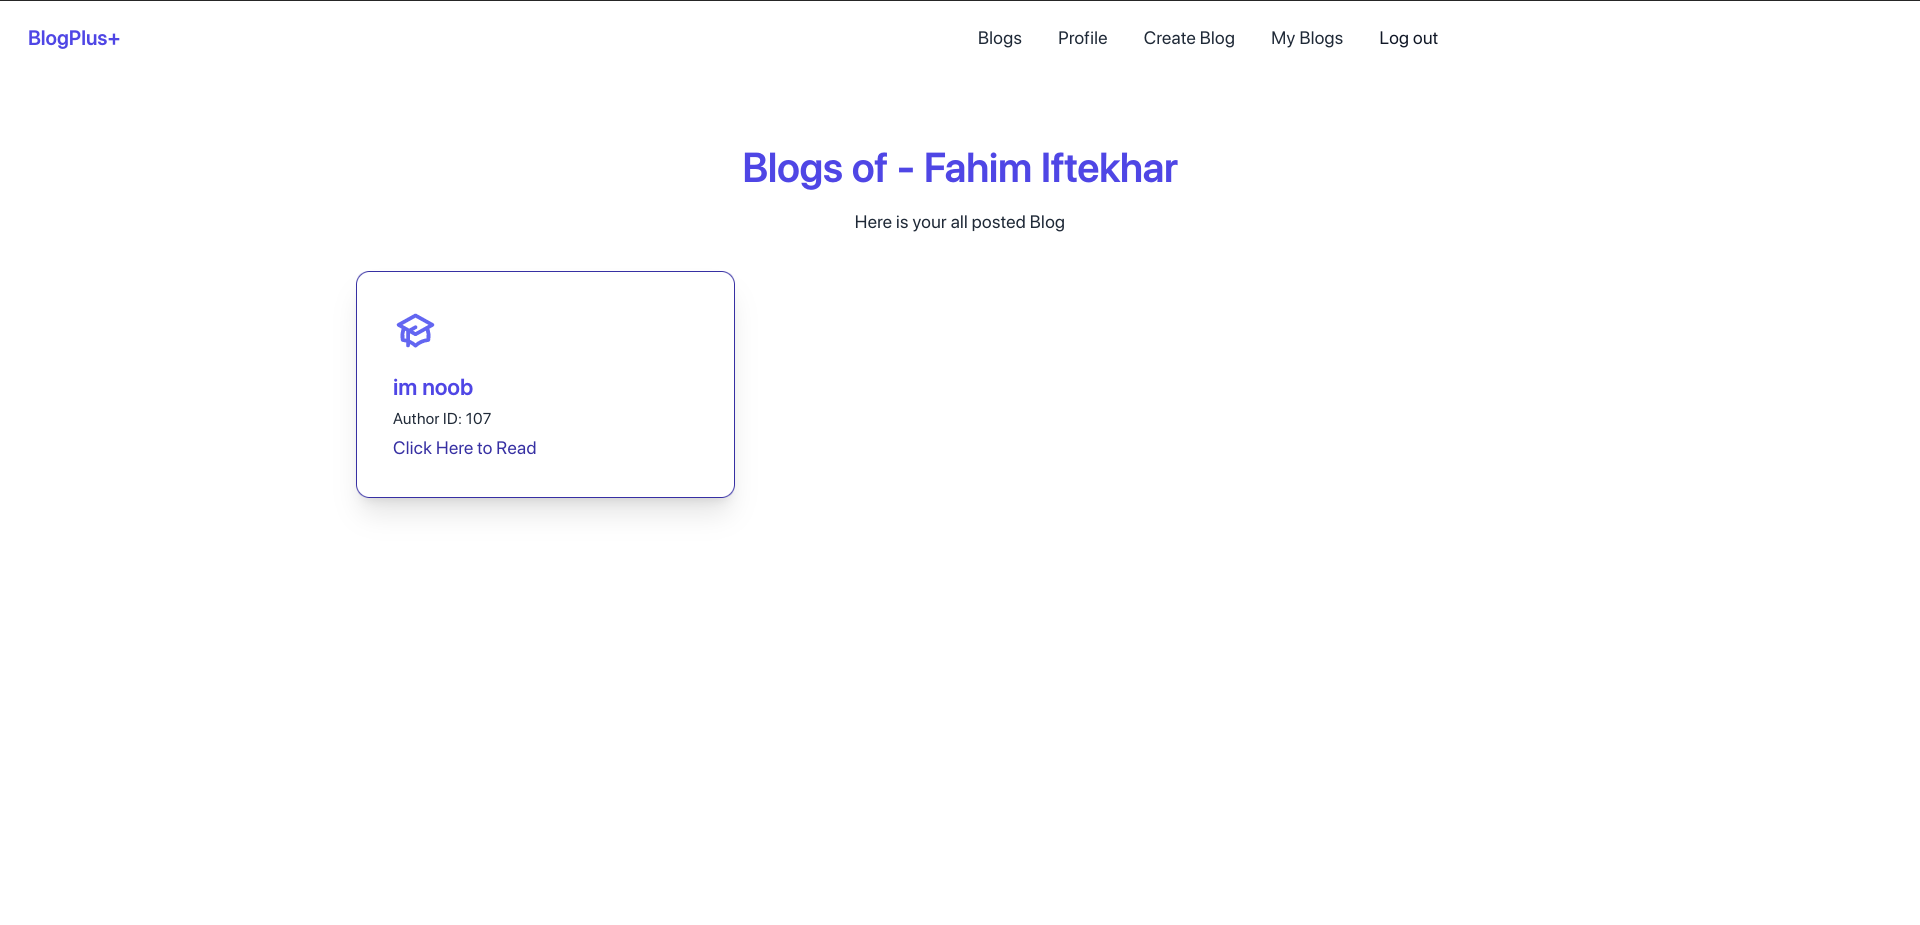 BlogPlus+
Blogs Profile Create Blog My Blogs Log out
Blogs of - Fahim Iftekhar
Here is your all posted Blog
im noob
Author ID: 107
Click Here to Read